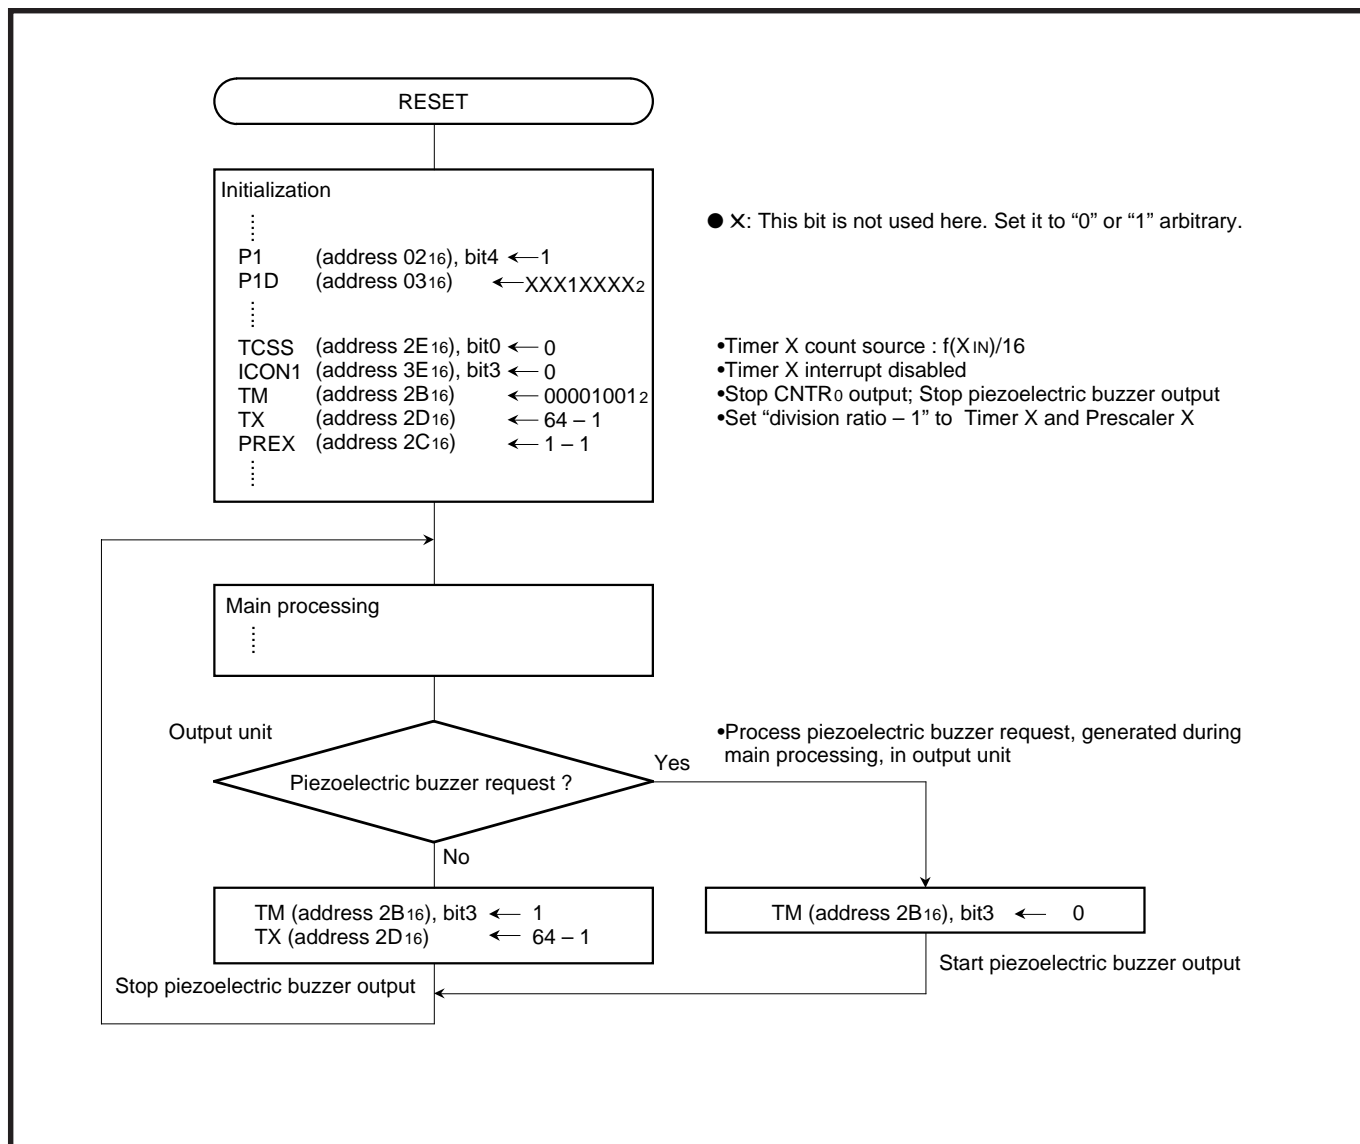 RESET
Initialization
● X: This bit is not used here. Set it to “0” or “1” arbitrary.
P1 (address 0216), bit4 ← 1
P1D (address 0316) ← XXX1XXXX2
TCSS (address 2E16), bit0 ← 0
ICON1 (address 3E16), bit3 ← 0
TM (address 2B16) ← 000010012
TX (address 2D16) ← 64 – 1
PREX (address 2C16) ← 1 – 1
•Timer X count source : f(XIN)/16
•Timer X interrupt disabled
•Stop CNTR0 output; Stop piezoelectric buzzer output
•Set “division ratio – 1” to Timer X and Prescaler X
Main processing
Output unit
•Process piezoelectric buzzer request, generated during
main processing, in output unit
Piezoelectric buzzer request ?
Yes
No
TM (address 2B16), bit3 ← 1
TX (address 2D16) ← 64 – 1
TM (address 2B16), bit3 ← 0
Stop piezoelectric buzzer output
Start piezoelectric buzzer output